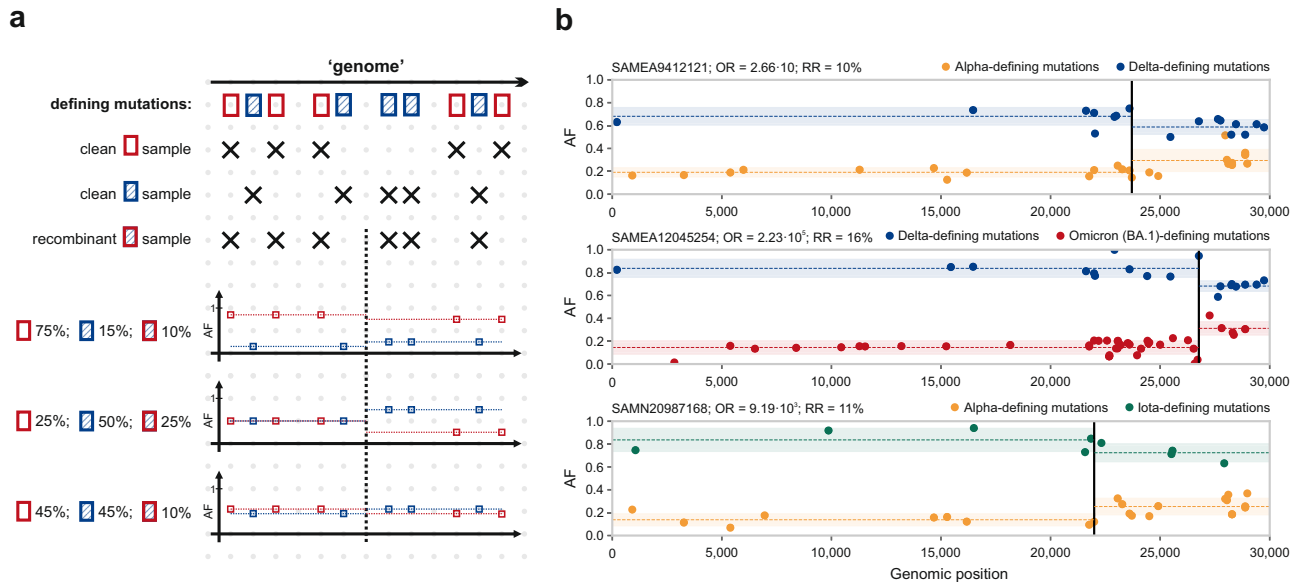 a
'genome'
defining mutations:
clean sample
clean sample
recombinant sample
75%; 15%; 10%
1
AF
25%; 50%; 25%
1
AF
45%; 45%; 10%
1
AF
b
SAMEA9412121; OR = 2.66·10; RR = 10%
Alpha-defining mutations
Delta-defining mutations
AF
1.0
0.8
0.6
0.4
0.2
0.0
0 5,000 10,000 15,000 20,000 25,000 30,000
SAMEA12045254; OR = 2.23·10⁵; RR = 16%
Delta-defining mutations
Omicron (BA.1)-defining mutations
AF
1.0
0.8
0.6
0.4
0.2
0.0
0 5,000 10,000 15,000 20,000 25,000 30,000
SAMN20987168; OR = 9.19·10³; RR = 11%
Alpha-defining mutations
Iota-defining mutations
AF
1.0
0.8
0.6
0.4
0.2
0.0
0 5,000 10,000 15,000 20,000 25,000 30,000
Genomic position